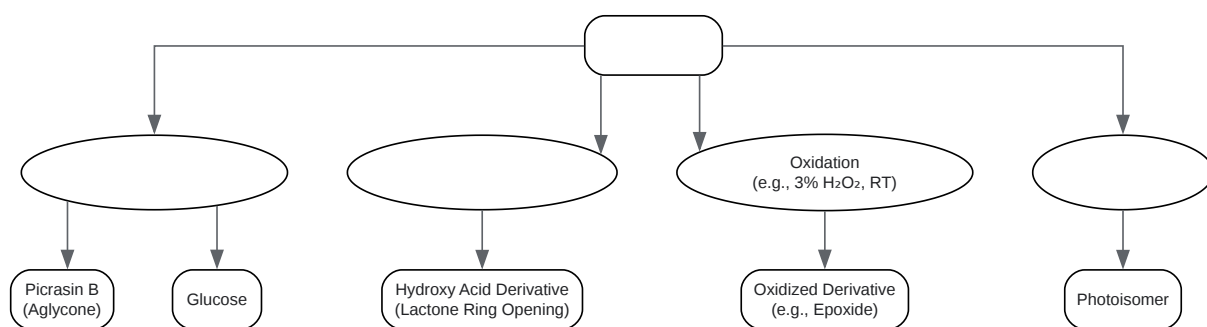 Oxidation
(e.g., 3% H₂O₂, RT)
Picrasin B
(Aglycone)
Glucose
Hydroxy Acid Derivative
(Lactone Ring Opening)
Oxidized Derivative
(e.g., Epoxide)
Photoisomer